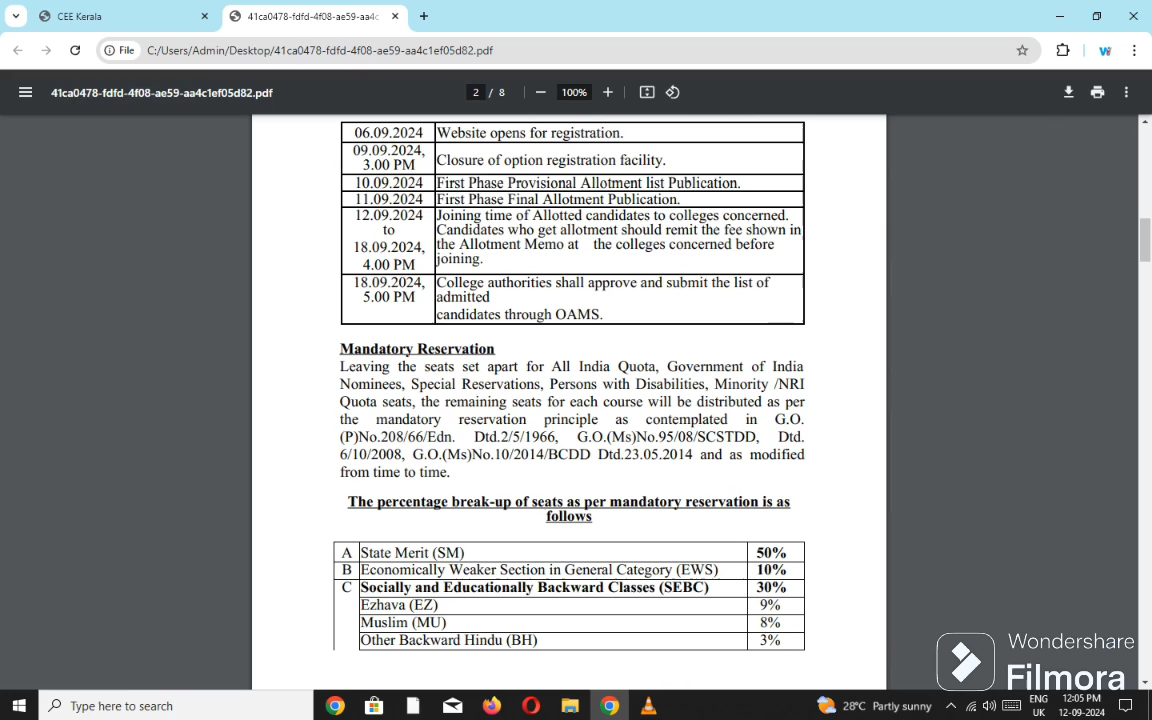 CEE Kerala
41ca0478-fdfd-4f08-ae59-aa4c
File
C:/Users/Admin/Desktop/41ca0478-fdfd-4f08-ae59-aa4c1ef05d82.pdf
41ca0478-fdfd-4f08-ae59-aa4c1ef05d82.pdf
2 / 8
100%
06.09.2024 Website opens for registration.
09.09.2024, 3.00 PM Closure of option registration facility.
10.09.2024 First Phase Provisional Allotment list Publication.
11.09.2024 First Phase Final Allotment Publication.
12.09.2024 Joining time of Allotted candidates to colleges concerned.
to Candidates who get allotment should remit the fee shown in
18.09.2024, the Allotment Memo at the colleges concerned before
4.00 PM joining.
18.09.2024, College authorities shall approve and submit the list of
5.00 PM admitted
candidates through OAMS.
Mandatory Reservation
Leaving the seats set apart for All India Quota, Government of India
Nominees, Special Reservations, Persons with Disabilities, Minority /NRI
Quota seats, the remaining seats for each course will be distributed as per
the mandatory reservation principle as contemplated in G.O.
(P)No.208/66/Edn. Dtd.2/5/1966, G.O.(Ms)No.95/08/SCSTDD, Dtd.
6/10/2008, G.O.(Ms)No.10/2014/BCDD Dtd.23.05.2014 and as modified
from time to time.
The percentage break-up of seats as per mandatory reservation is as
follows
A State Merit (SM) 50%
B Economically Weaker Section in General Category (EWS) 10%
C Socially and Educationally Backward Classes (SEBC) 30%
Ezhava (EZ) 9%
Muslim (MU) 8%
Other Backward Hindu (BH) 3%
Wondershare
Filmora
Type here to search
28°C Partly sunny
ENG
UK
12:05 PM
12-09-2024